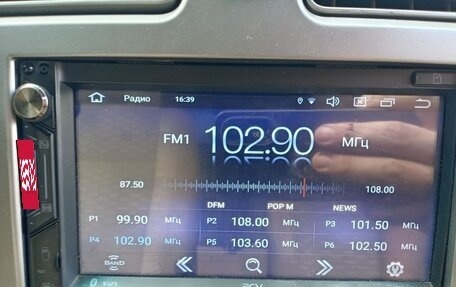 Радио 16:39
FM1 102.90 МГц
87.50 108.00
DFM POP M NEWS
P1 99.90 МГц P2 108.00 МГц P3 101.50 МГц
P4 102.90 МГц P5 103.60 МГц P6 102.50 МГц
BAND
GPS